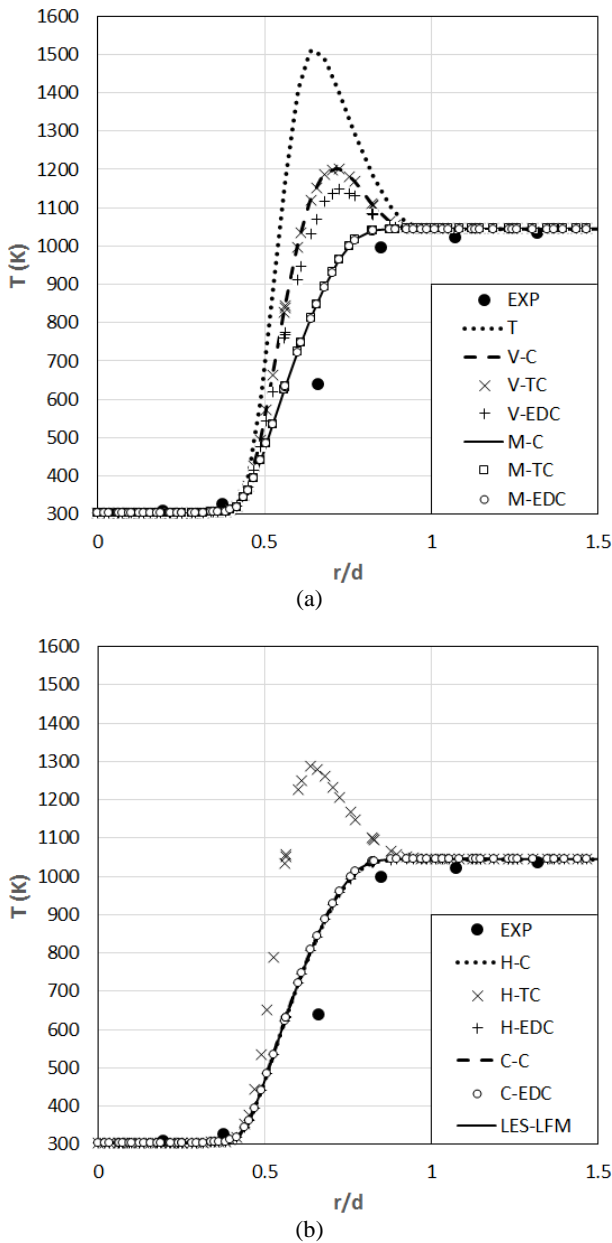 1600
1500
1400
1300
1200
1100
1000
900
800
700
600
500
400
300
T (K)
EXP
T
V-C
V-TC
V-EDC
M-C
M-TC
M-EDC
0 0.5 1 1.5
r/d
(a)
1600
1500
1400
1300
1200
1100
1000
900
800
700
600
500
400
300
T (K)
EXP
H-C
H-TC
H-EDC
C-C
C-EDC
LES-LFM
0 0.5 1 1.5
r/d
(b)